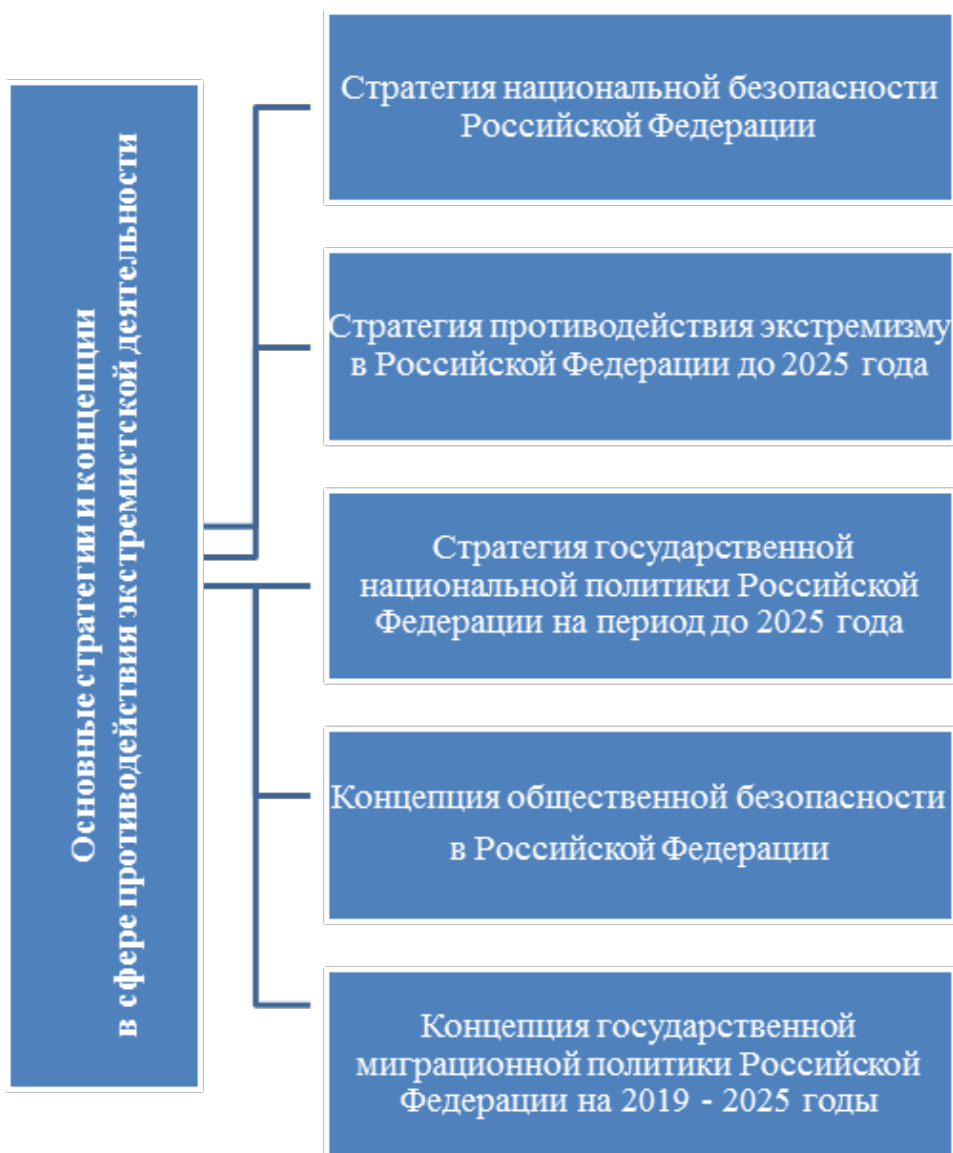 Основные стратегии и концепции
в сфере противодействия экстремистской деятельности
Стратегия национальной безопасности
Российской Федерации
Стратегия противодействия экстремизму
в Российской Федерации до 2025 года
Стратегия государственной
национальной политики Российской
Федерации на период до 2025 года
Концепция общественной безопасности
в Российской Федерации
Концепция государственной
миграционной политики Российской
Федерации на 2019 - 2025 годы